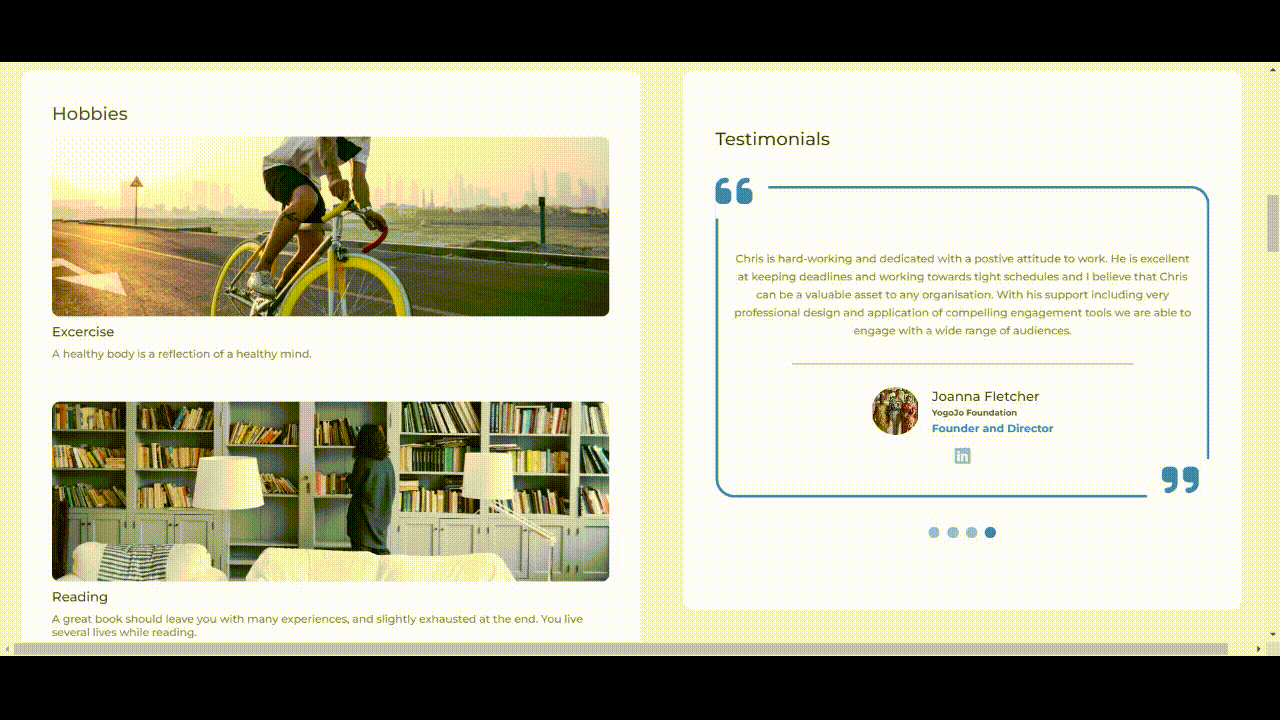 Hobbies
Excercise
A healthy body is a reflection of a healthy mind.
Reading
A great book should leave you with many experiences, and slightly exhausted at the end. You live
several lives while reading.
Testimonials
Chris is hard-working and dedicated with a postive attitude to work. He is excellent
at keeping deadlines and working towards tight schedules and I believe that Chris
can be a valuable asset to any organisation. With his support including very
professional design and application of compelling engagement tools we are able to
engage with a wide range of audiences.
Joanna Fletcher
YogoJo Foundation
Founder and Director
in